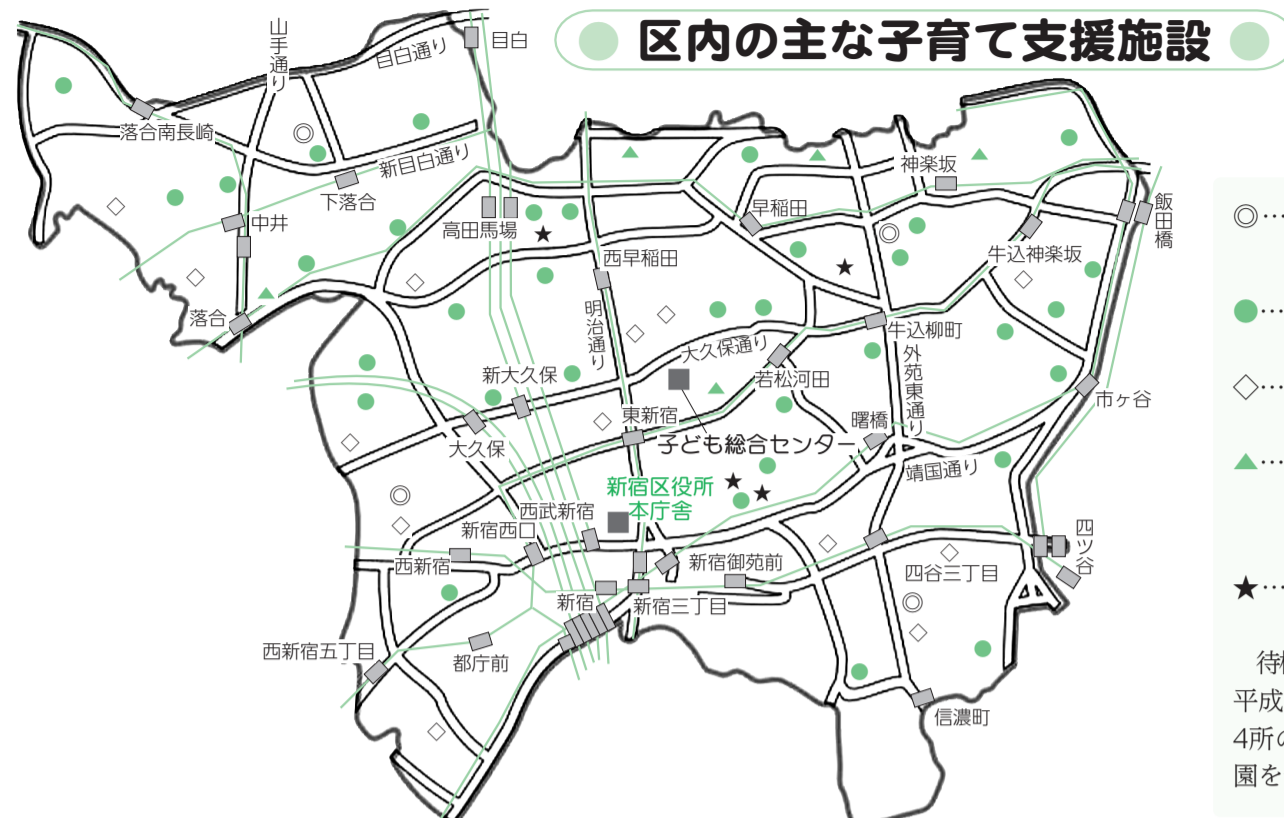 区内の主な子育て支援施設
目白
山手通り
目白通り
落合南長崎
新目白通り
下落合
中井
高田馬場
早稲田
神楽坂
飯田橋
牛込神楽坂
西早稲田
落合
明治通り
大久保通り
牛込柳町
外苑東通り
若松河田
新大久保
市ヶ谷
東新宿
曙橋
大久保
子ども総合センター
靖国通り
新宿区役所
本庁舎
西武新宿
新宿西口
四ツ谷
西新宿
新宿御苑前
四谷三丁目
新宿
新宿三丁目
西新宿五丁目
都庁前
信濃町
◎…
●…
◇…
▲…
★…
平成
4所の
園を